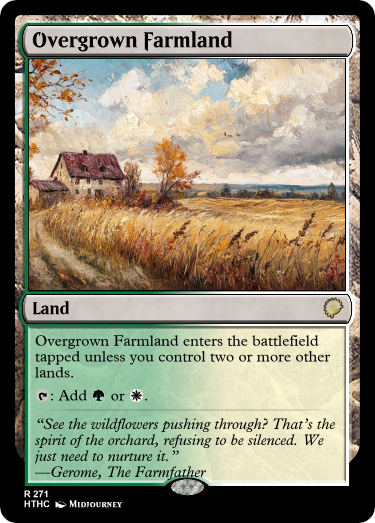 Overgrown Farmland
Land
Overgrown Farmland enters the battlefield
tapped unless you control two or more other
lands.
: Add or .
“See the wildflowers pushing through? That's the
spirit of the orchard, refusing to be silenced. We
just need to nurture it.”
—Gerome, The Farmfather
R 271
HTHC MIDJOURNEY